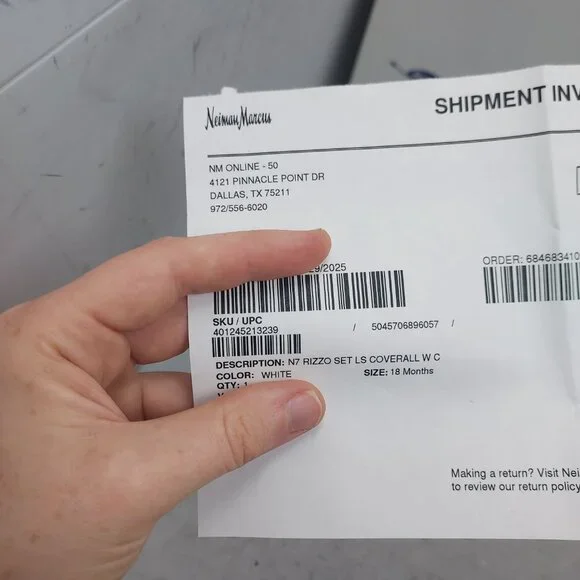 Neiman Marcus
SHIPMENT INV
NM ONLINE - 50
4121 PINNACLE POINT DR
DALLAS, TX 75211
972/556-6020
29/2025
ORDER: 684683410
SKU / UPC
401245213239 / 5045706896057 /
DESCRIPTION: N7 RIZZO SET LS COVERALL W C
COLOR: WHITE SIZE: 18 Months
QTY: 1
Making a return? Visit Nei
to review our return policy